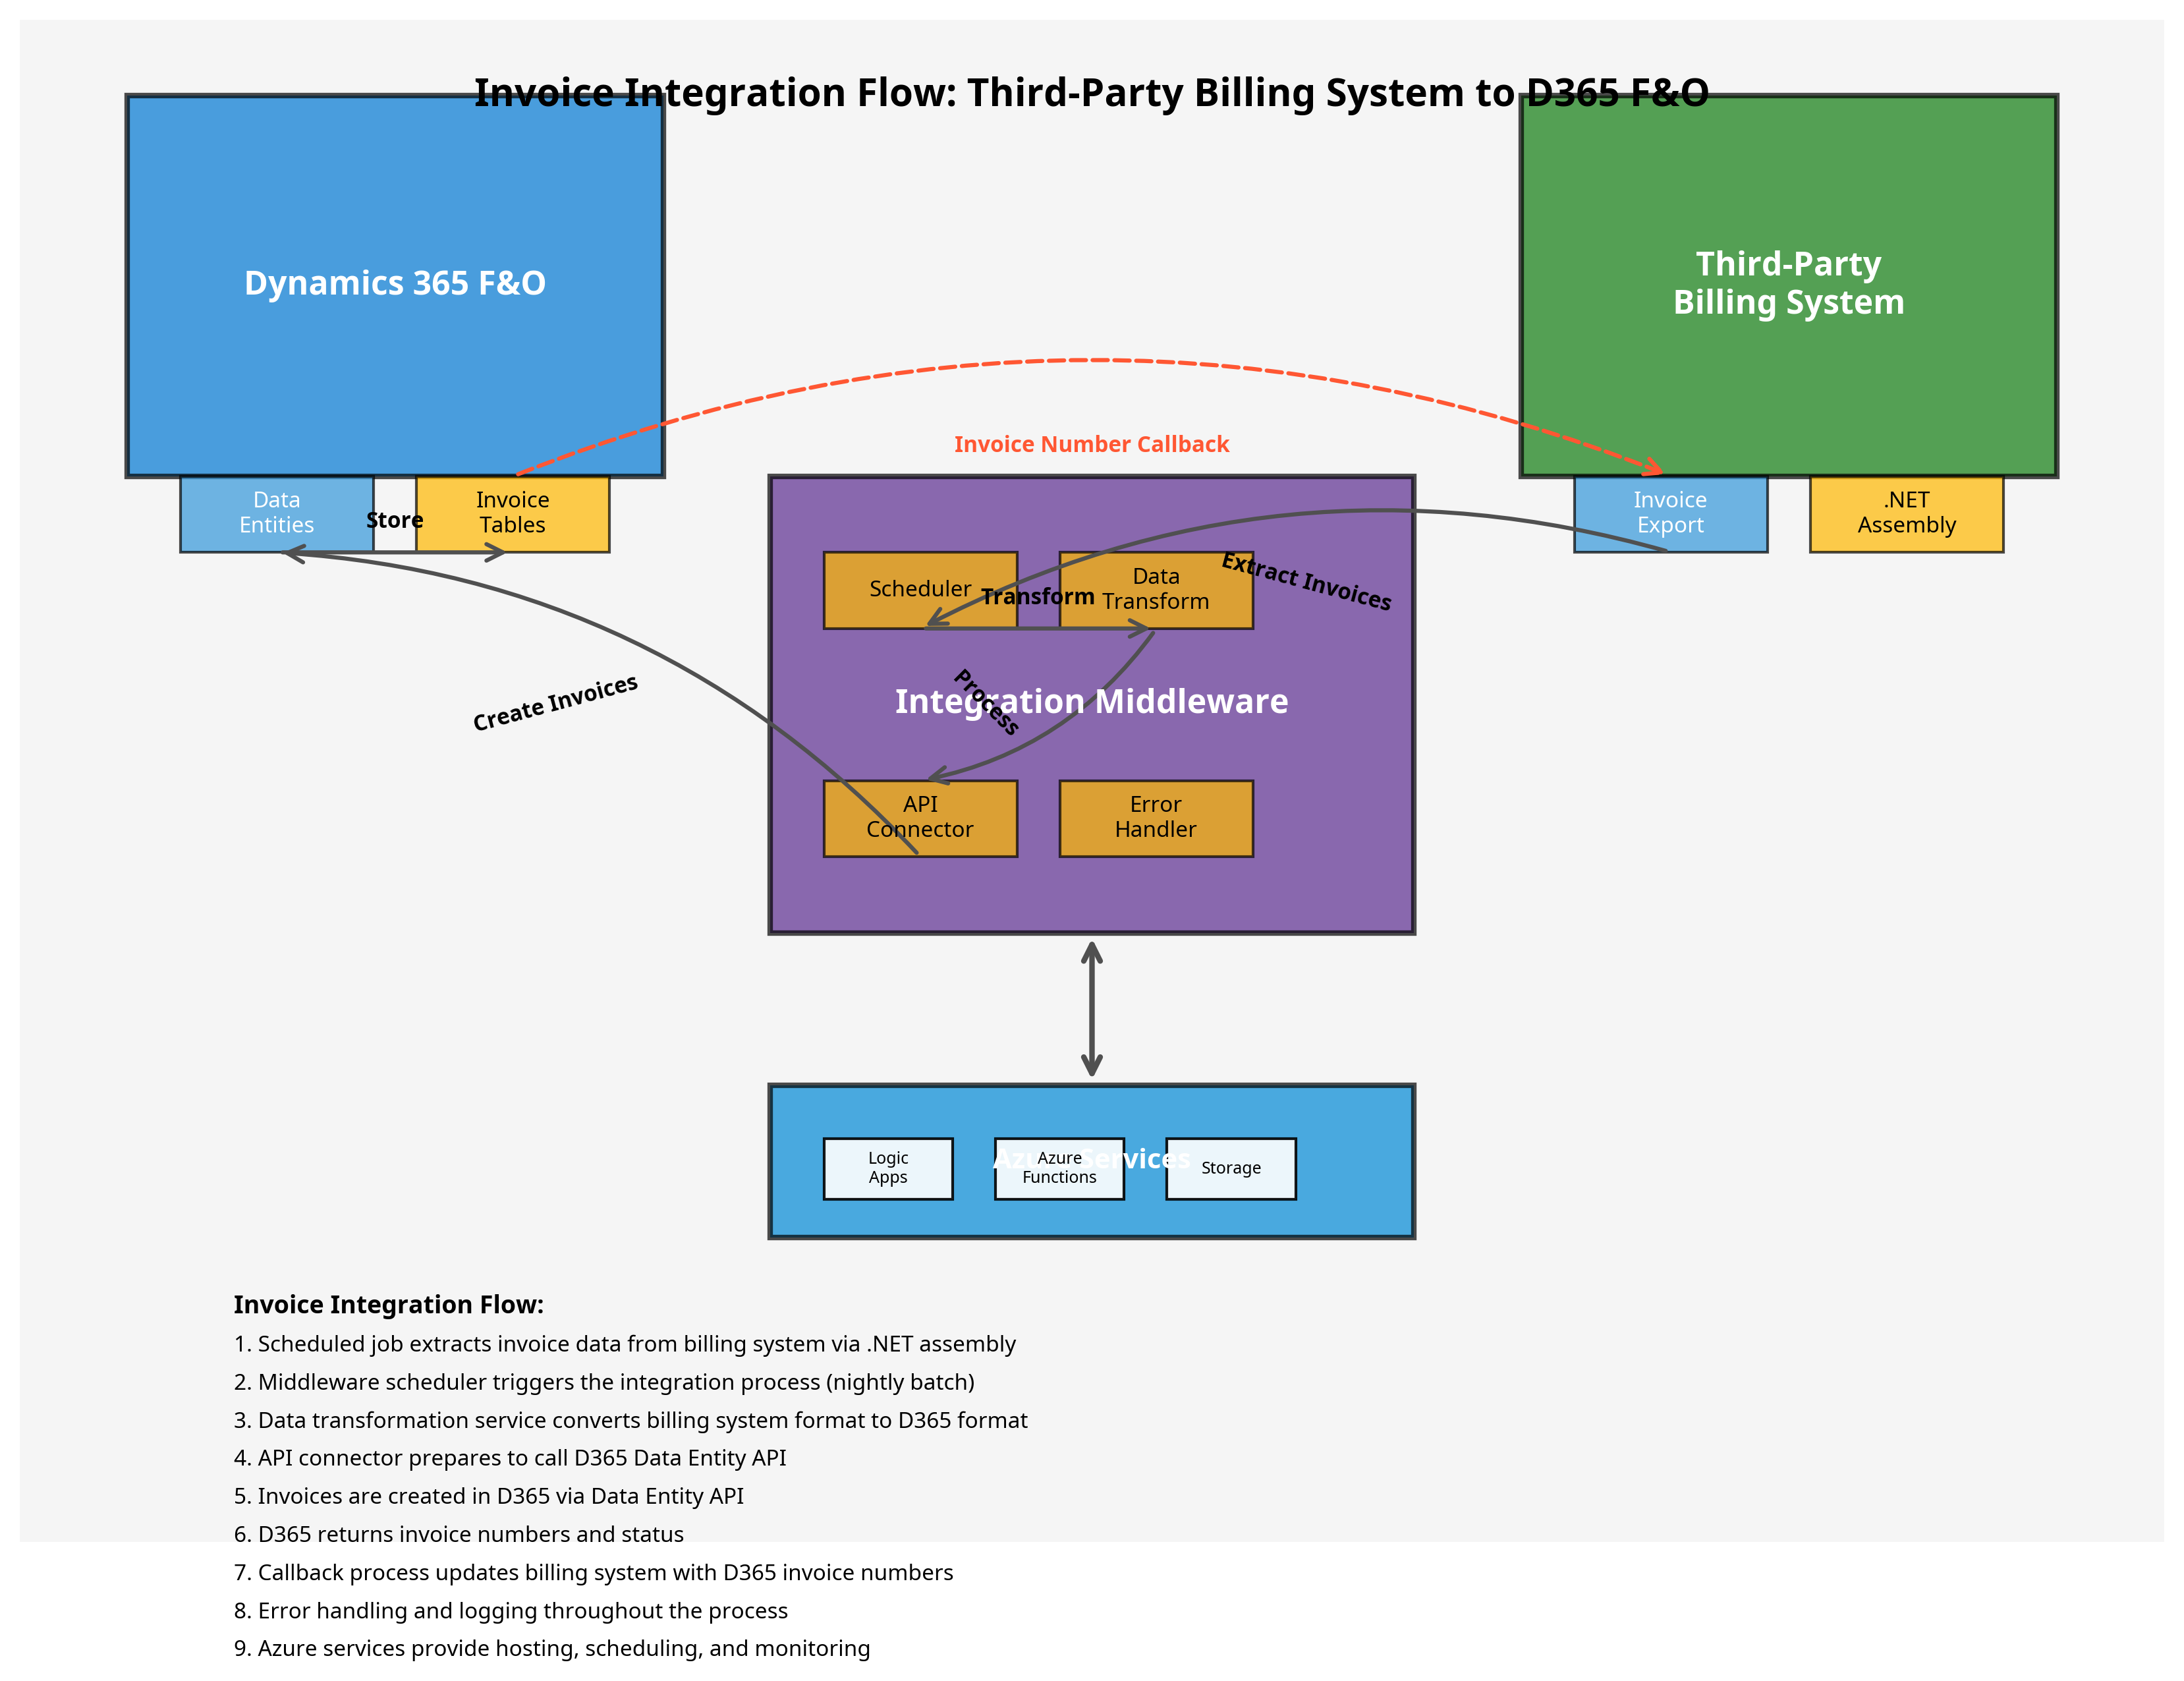 Invoice Integration Flow: Third-Party Billing System to D365 F&O
Dynamics 365 F&O
Third-Party
Billing System
Invoice Number Callback
Data
Entities
Store
Invoice
Tables
Invoice
Export
.NET
Assembly
Scheduler
Transform
Data
Transform
Extract Invoices
Create Invoices
Process
Integration Middleware
API
Connector
Error
Handler
Azure Services
Logic
Apps
Azure
Functions
Storage
Invoice Integration Flow:
1. Scheduled job extracts invoice data from billing system via .NET assembly
2. Middleware scheduler triggers the integration process (nightly batch)
3. Data transformation service converts billing system format to D365 format
4. API connector prepares to call D365 Data Entity API
5. Invoices are created in D365 via Data Entity API
6. D365 returns invoice numbers and status
7. Callback process updates billing system with D365 invoice numbers
8. Error handling and logging throughout the process
9. Azure services provide hosting, scheduling, and monitoring